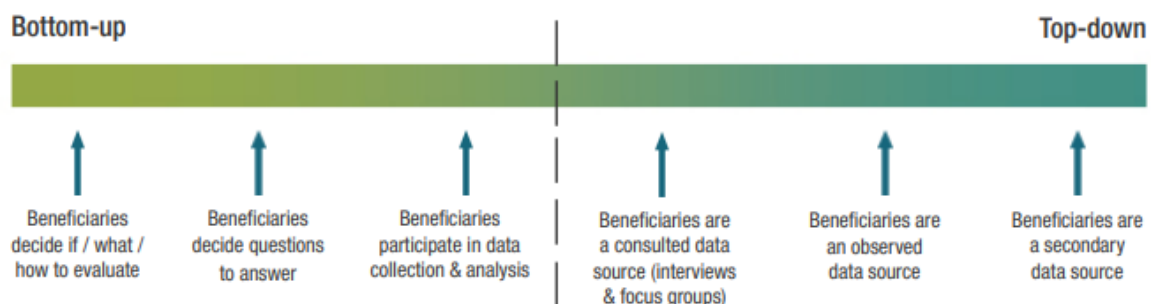 Bottom-up
Top-down
Beneficiaries
decide if / what /
how to evaluate
Beneficiaries
decide questions
to answer
Beneficiaries
participate in data
collection & analysis
Beneficiaries are
a consulted data
source (interviews
& focus groups)
Beneficiaries are
an observed
data source
Beneficiaries are
a secondary
data source